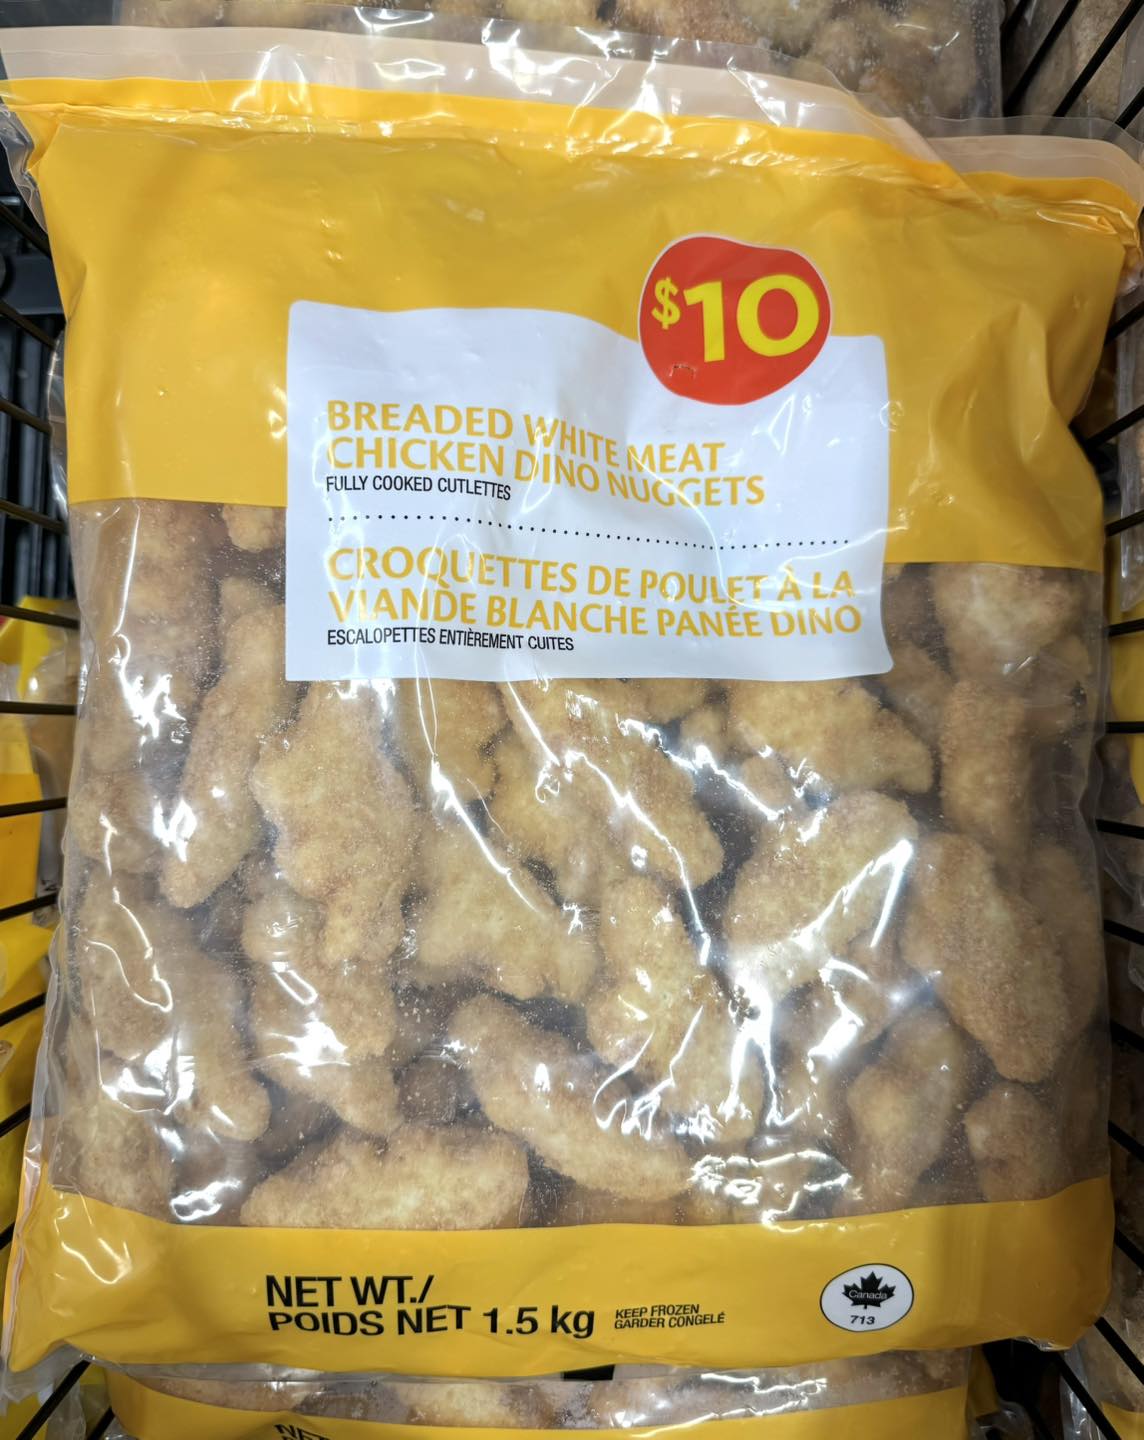 $10
BREADED WHITE MEAT
CHICKEN DINO NUGGETS
FULLY COOKED CUTLETTES
CROQUETTES DE POULET À LA
VIANDE BLANCHE PANÉE DINO
ESCALOPETTES ENTIÈREMENT CUITES
NET WT./
POIDS NET 1.5 kg
KEEP FROZEN
GARDER CONGELÉ
Canada
713
NET